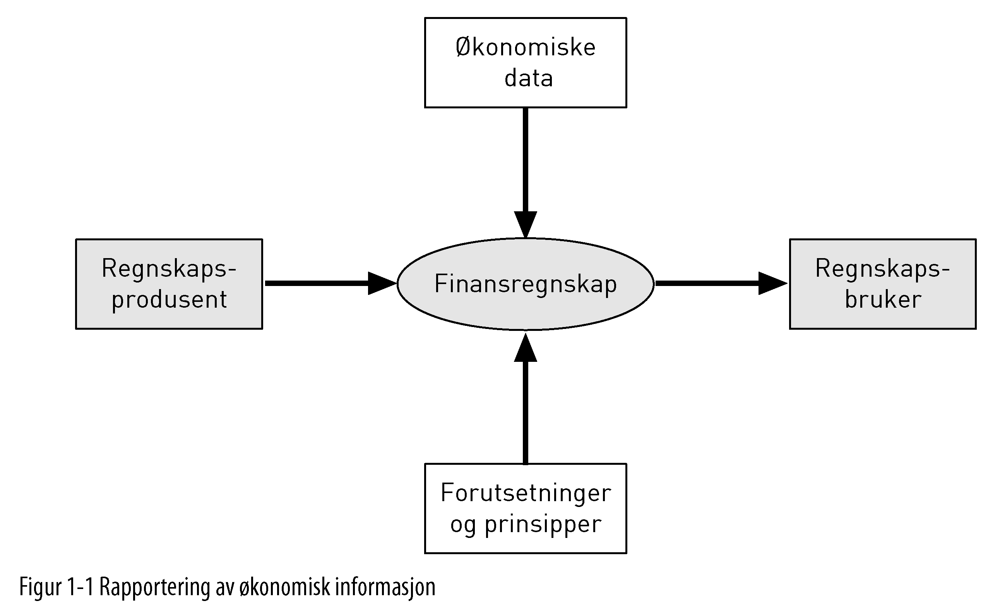 Økonomiske
data
Regnskaps-
produsent
Finansregnskap
Regnskaps-
bruker
Forutsetninger
og prinsipper
Figur 1-1 Rapportering av økonomisk informasjon